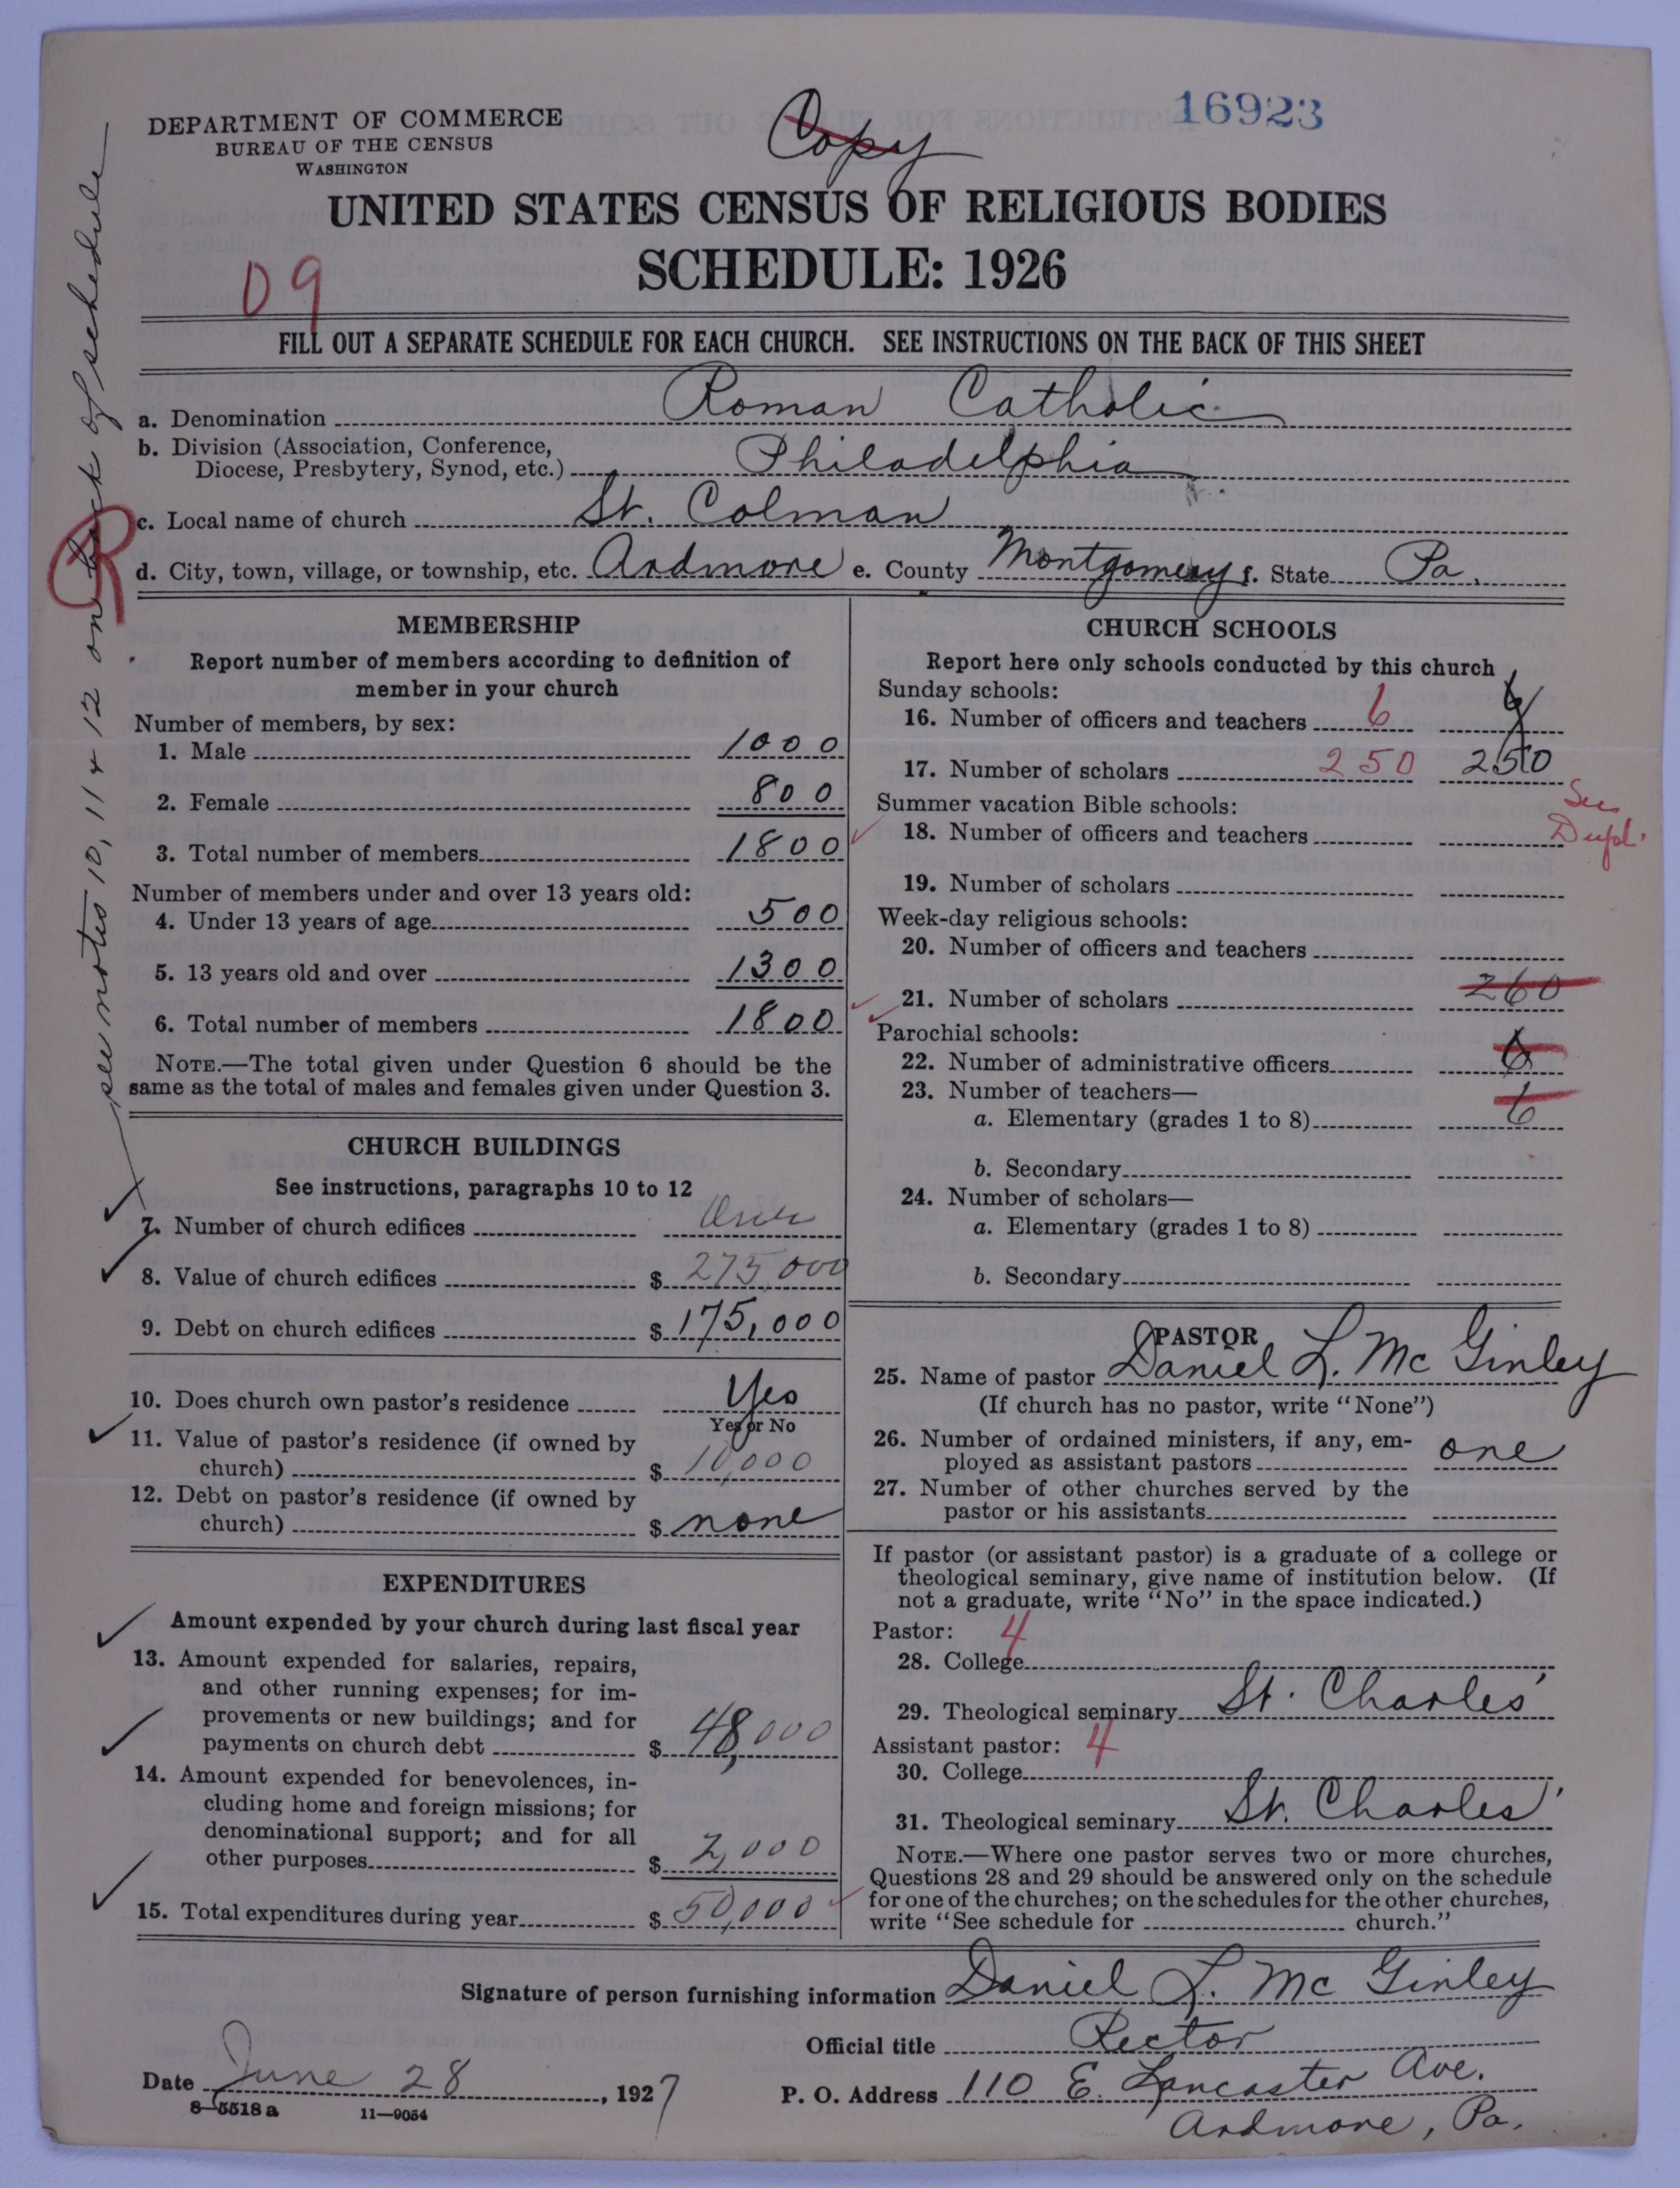 16923
DEPARTMENT OF COMMERCE
BUREAU OF THE CENSUS
WASHINGTON
Copy
UNITED STATES CENSUS OF RELIGIOUS BODIES
SCHEDULE: 1926
09
FILL OUT A SEPARATE SCHEDULE FOR EACH CHURCH. SEE INSTRUCTIONS ON THE BACK OF THIS SHEET
a. Denomination Roman Catholic
b. Division (Association, Conference,
Diocese, Presbytery, Synod, etc.) Philadelphia
c. Local name of church St. Colman
d. City, town, village, or township, etc. Ardmore e. County Montgomery f. State Pa.
see notes 10, 11 & 12 on back of schedule
R
MEMBERSHIP
Report number of members according to definition of
member in your church
Number of members, by sex:
1. Male 1000
2. Female 800
3. Total number of members 1800
Number of members under and over 13 years old:
4. Under 13 years of age 500
5. 13 years old and over 1300
6. Total number of members 1800
NOTE.—The total given under Question 6 should be the
same as the total of males and females given under Question 3.
CHURCH BUILDINGS
See instructions, paragraphs 10 to 12
7. Number of church edifices One
8. Value of church edifices $ 275,000
9. Debt on church edifices $ 175,000
10. Does church own pastor's residence Yes
Yes or No
11. Value of pastor's residence (if owned by
church) $ 10,000
12. Debt on pastor's residence (if owned by
church) $ none
EXPENDITURES
Amount expended by your church during last fiscal year
13. Amount expended for salaries, repairs,
and other running expenses; for im-
provements or new buildings; and for
payments on church debt $ 48,000
14. Amount expended for benevolences, in-
cluding home and foreign missions; for
denominational support; and for all
other purposes $ 2,000
15. Total expenditures during year $ 50,000
CHURCH SCHOOLS
Report here only schools conducted by this church
Sunday schools:
16. Number of officers and teachers 6 6
17. Number of scholars 250 250
See
Dupl.
Summer vacation Bible schools:
18. Number of officers and teachers
19. Number of scholars
Week-day religious schools:
20. Number of officers and teachers
21. Number of scholars 260
Parochial schools:
22. Number of administrative officers 6
23. Number of teachers—
a. Elementary (grades 1 to 8) 6
b. Secondary
24. Number of scholars—
a. Elementary (grades 1 to 8)
b. Secondary
PASTOR
25. Name of pastor Daniel L. Mc Ginley
(If church has no pastor, write "None")
26. Number of ordained ministers, if any, em-
ployed as assistant pastors one
27. Number of other churches served by the
pastor or his assistants
If pastor (or assistant pastor) is a graduate of a college or
theological seminary, give name of institution below. (If
not a graduate, write "No" in the space indicated.)
Pastor: 4
28. College
29. Theological seminary St. Charles'
Assistant pastor: 4
30. College
31. Theological seminary St. Charles'
NOTE.—Where one pastor serves two or more churches,
Questions 28 and 29 should be answered only on the schedule
for one of the churches; on the schedules for the other churches,
write "See schedule for church."
Signature of person furnishing information Daniel L. Mc Ginley
Official title Rector
Date June 28, 1927
P. O. Address 110 E. Lancaster Ave.
Ardmore, Pa.
8—5518a 11—9054